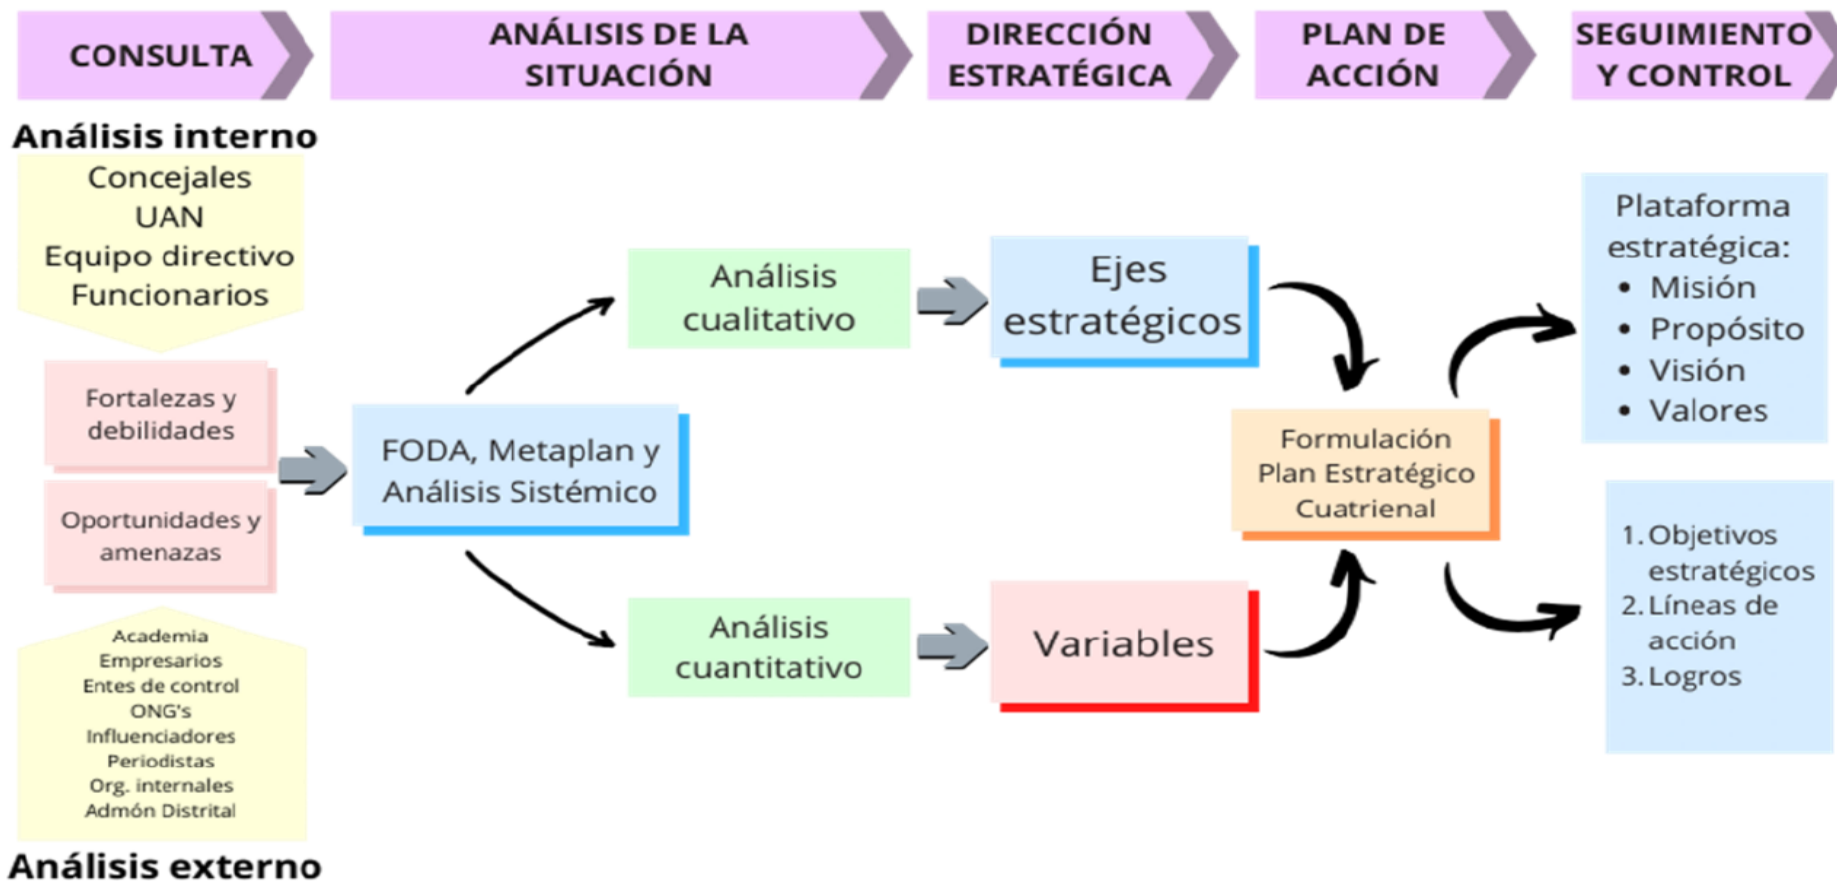 CONSULTA
ANÁLISIS DE LA
SITUACIÓN
DIRECCIÓN
ESTRATÉGICA
PLAN DE
ACCIÓN
SEGUIMIENTO
Y CONTROL
Análisis interno
Concejales
UAN
Equipo directivo
Funcionarios
Fortalezas y
debilidades
Oportunidades y
amenazas
Academia
Empresarios
Entes de control
ONG's
Influenciadores
Periodistas
Org. internales
Admón Distrital
Análisis externo
FODA, Metaplan y
Análisis Sistémico
Análisis
cualitativo
Análisis
cuantitativo
Ejes
estratégicos
Variables
Formulación
Plan Estratégico
Cuatrienal
Plataforma
estratégica:
• Misión
• Propósito
• Visión
• Valores
1. Objetivos
estratégicos
2. Líneas de
acción
3. Logros